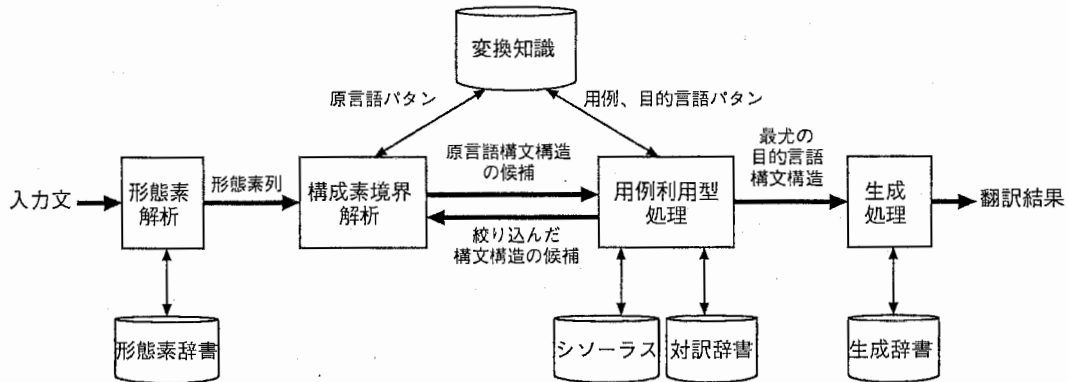 変換知識
原言語パタン
用例、目的言語パタン
入力文
形態素
解析
形態素列
構成素境界
解析
原言語構文構造
の候補
絞り込んだ
構文構造の候補
用例利用型
処理
最尤の
目的言語
構文構造
生成
処理
翻訳結果
形態素辞書
シソーラス
対訳辞書
生成辞書